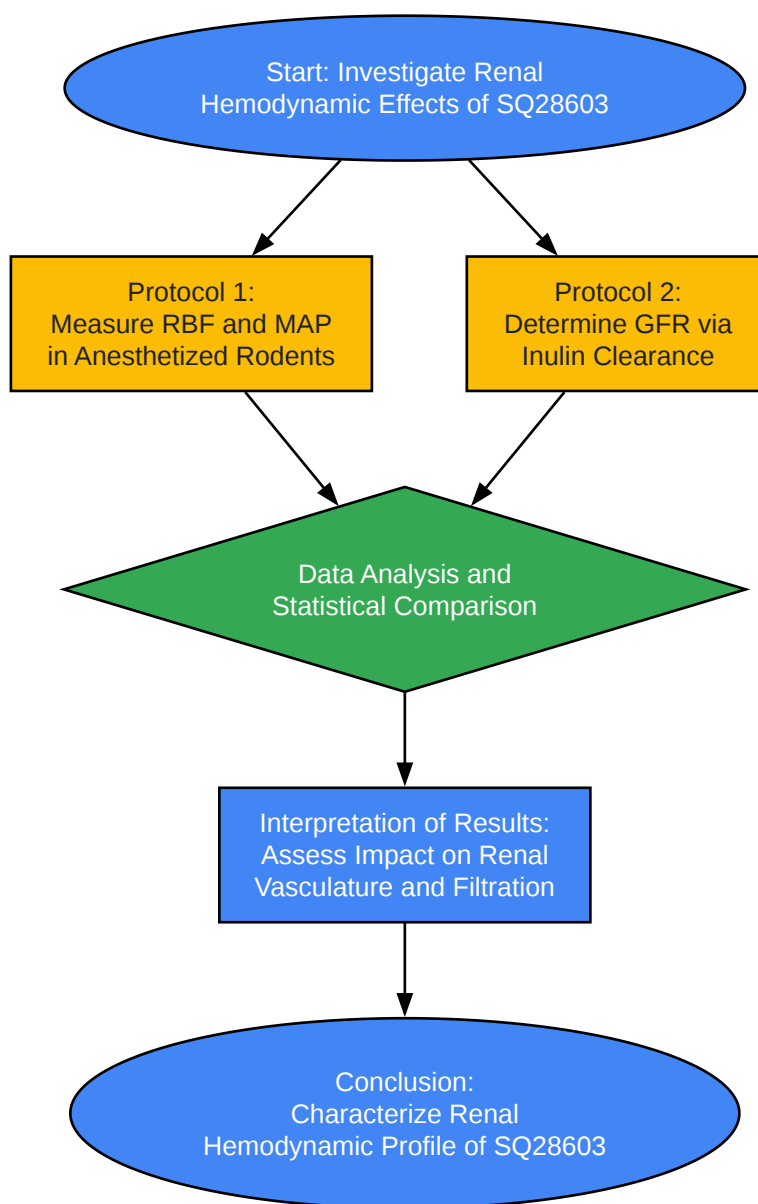 Start: Investigate Renal
Hemodynamic Effects of SQ28603
Protocol 1:
Measure RBF and MAP
in Anesthetized Rodents
Protocol 2:
Determine GFR via
Inulin Clearance
Data Analysis and
Statistical Comparison
Interpretation of Results:
Assess Impact on Renal
Vasculature and Filtration
Conclusion:
Characterize Renal
Hemodynamic Profile of SQ28603